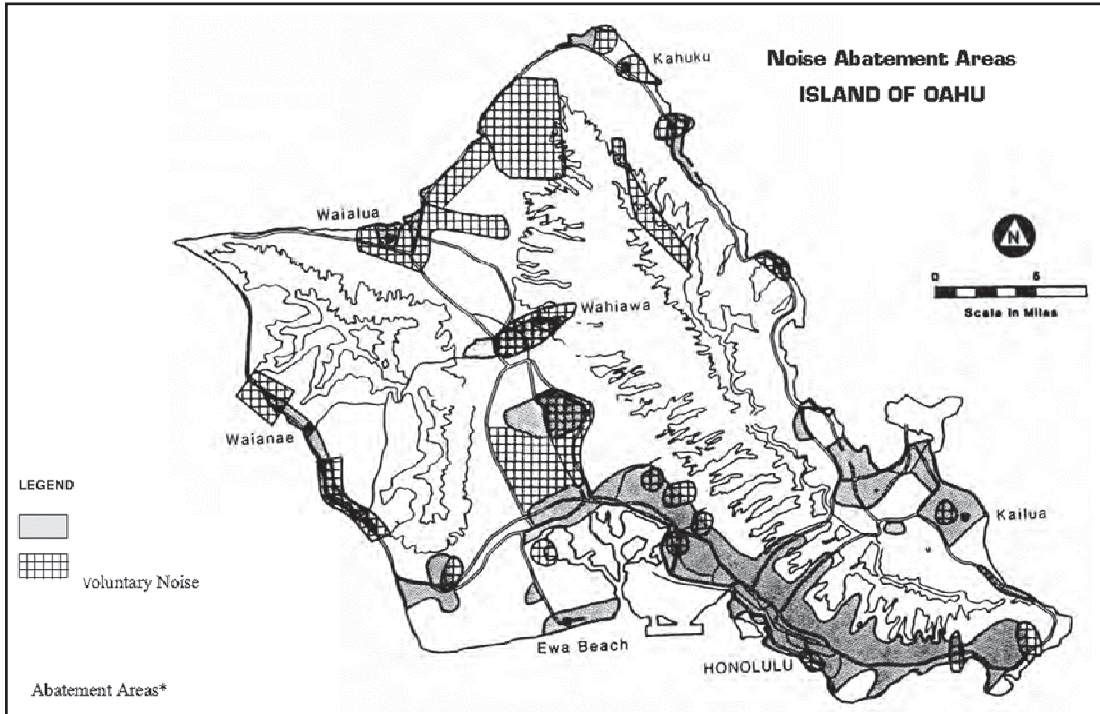 Noise Abatement Areas
ISLAND OF OAHU
Kahuku
Waialua
N
0 5
Scale in Miles
Wahiawa
Waianae
LEGEND
Voluntary Noise
Kailua
Ewa Beach
HONOLULU
Abatement Areas*